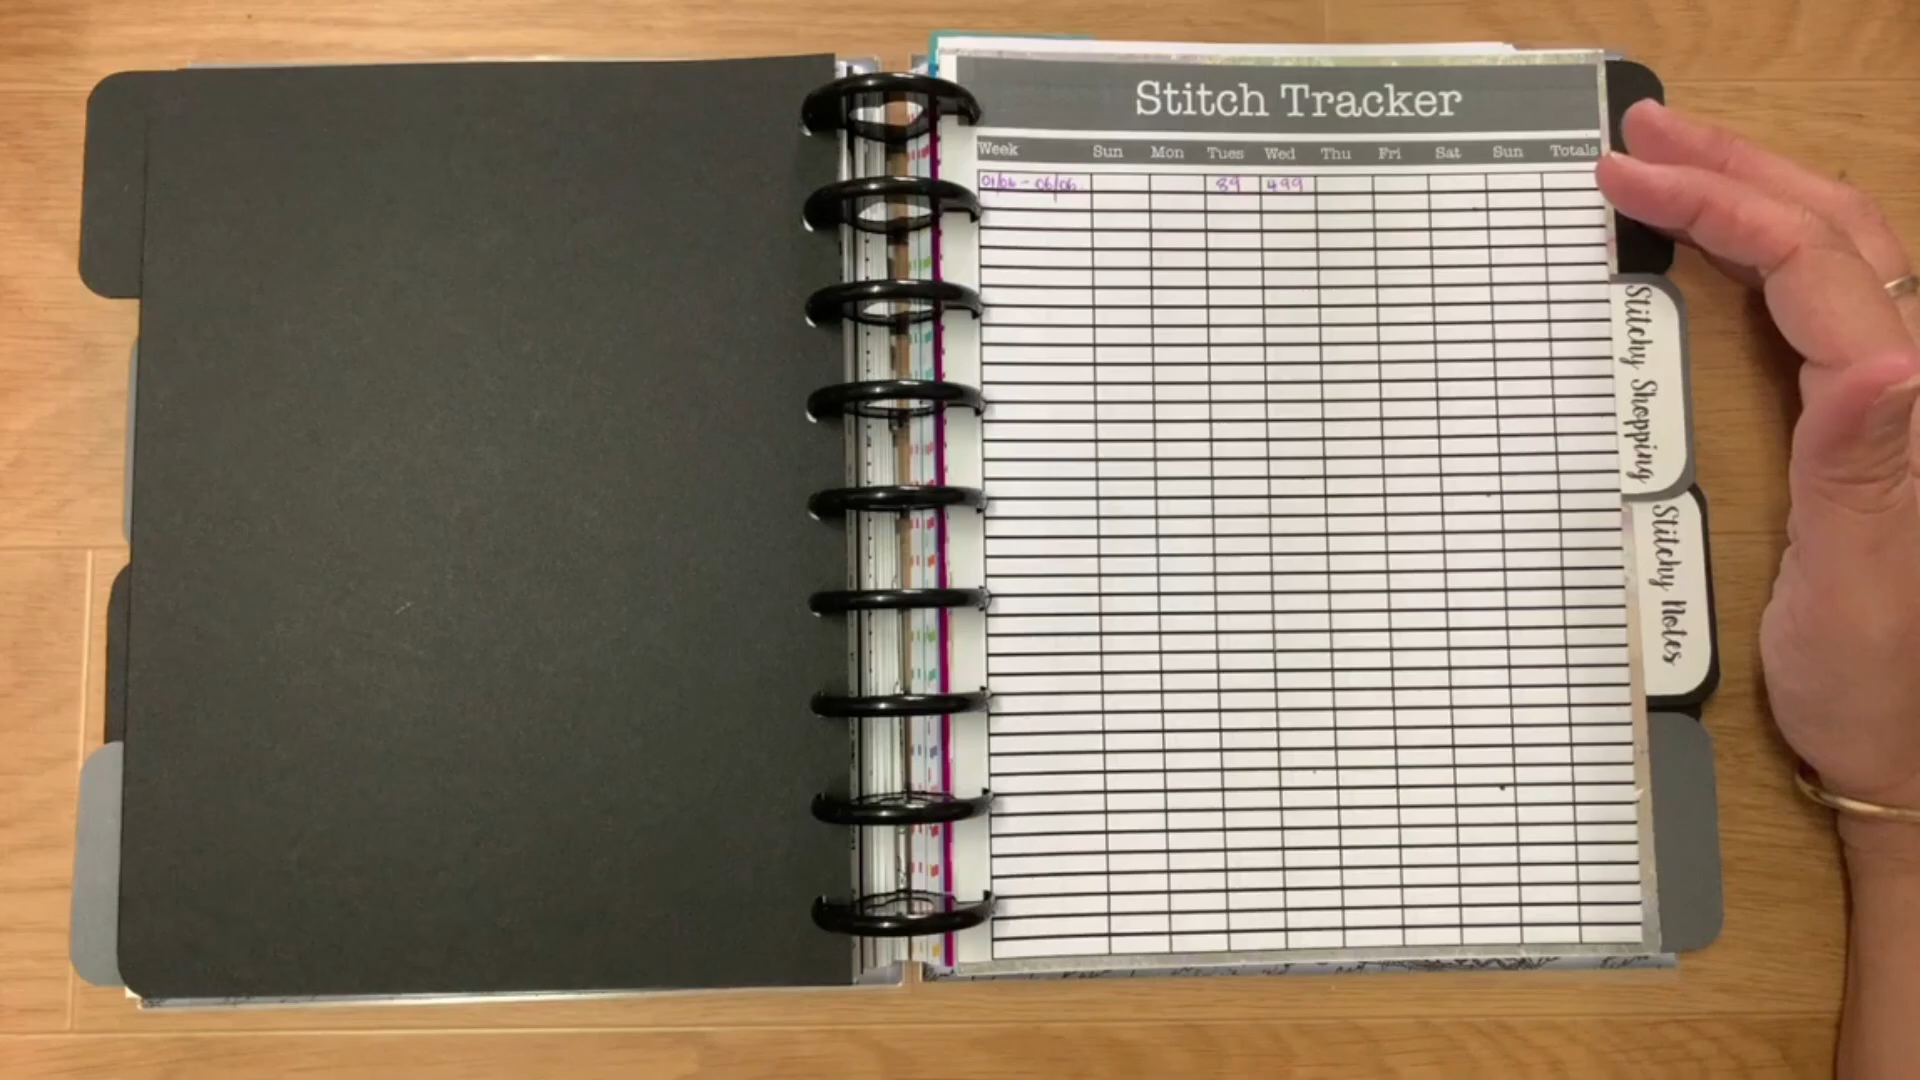 Stitch Tracker
Week Sun Mon Tues Wed Thu Fri Sat Sun Totals
01/06 - 06/06 89 499
Stitchy Shopping
Stitchy Notes